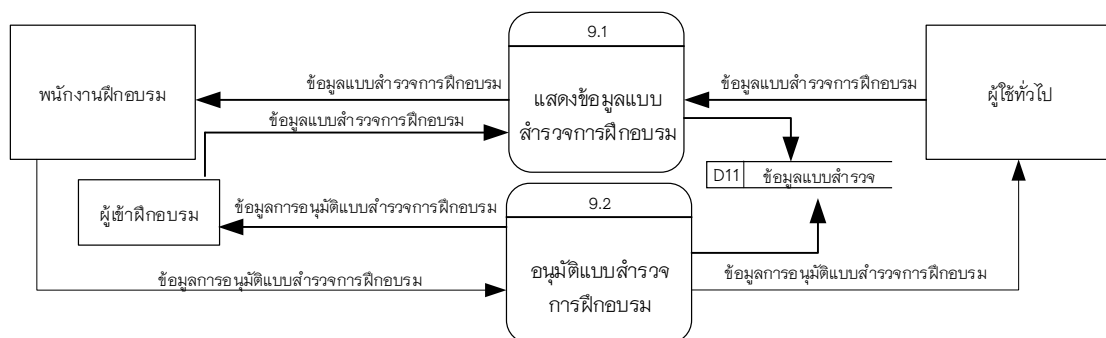 9.1
พนักงานฝึกอบรม
ข้อมูลแบบสำรวจการฝึกอบรม
แสดงข้อมูลแบบ
สำรวจการฝึกอบรม
ข้อมูลแบบสำรวจการฝึกอบรม
ผู้ใช้ทั่วไป
ข้อมูลแบบสำรวจการฝึกอบรม
D11 ข้อมูลแบบสำรวจ
ผู้เข้าฝึกอบรม
ข้อมูลการอนุมัติแบบสำรวจการฝึกอบรม
9.2
อนุมัติแบบสำรวจ
การฝึกอบรม
ข้อมูลการอนุมัติแบบสำรวจการฝึกอบรม
ข้อมูลการอนุมัติแบบสำรวจการฝึกอบรม